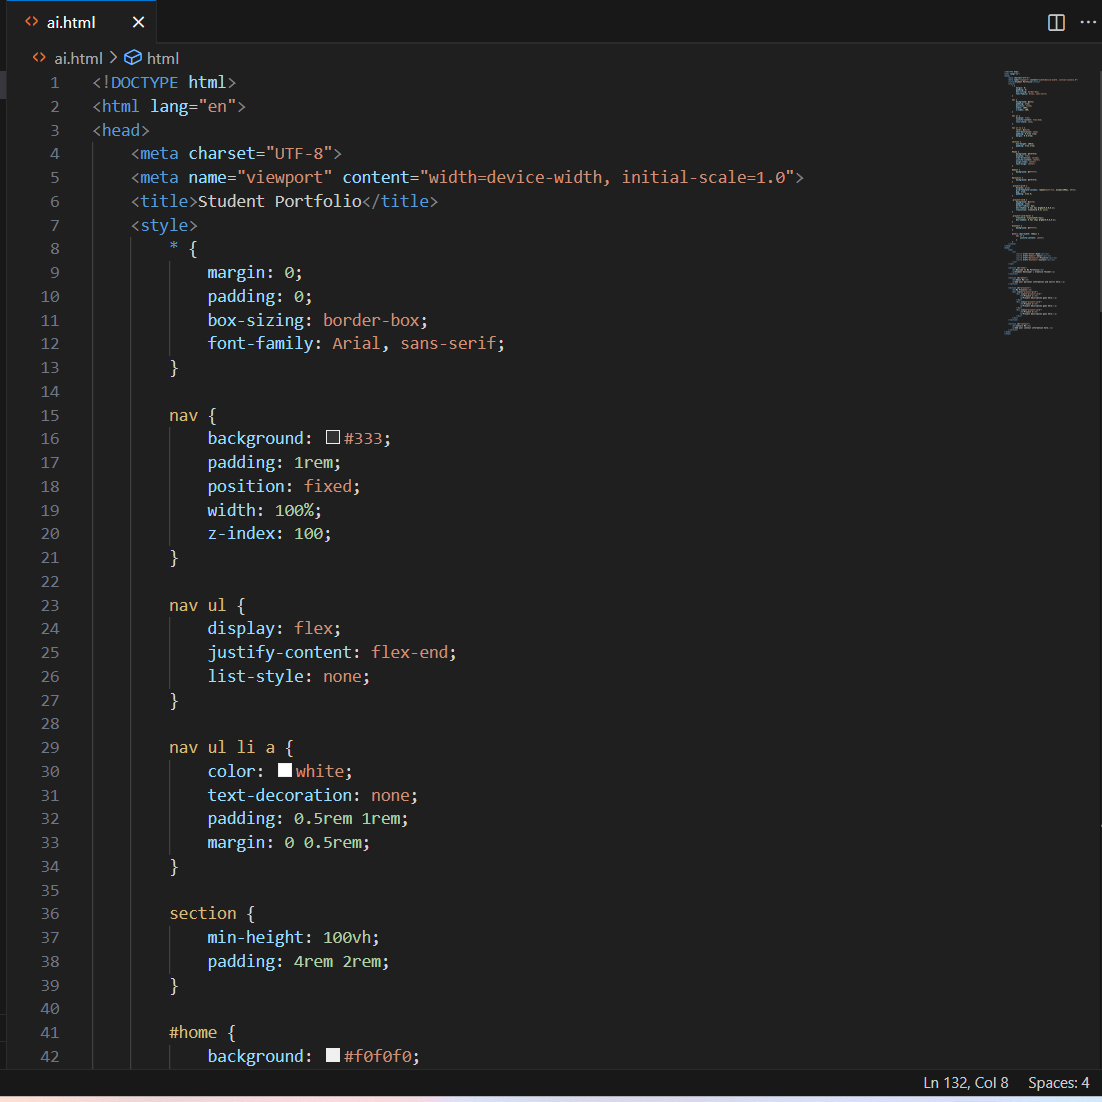 ai.html
ai.html > html
1 <!DOCTYPE html>
2 <html lang="en">
3 <head>
4 <meta charset="UTF-8">
5 <meta name="viewport" content="width=device-width, initial-scale=1.0">
6 <title>Student Portfolio</title>
7 <style>
8 * {
9 margin: 0;
10 padding: 0;
11 box-sizing: border-box;
12 font-family: Arial, sans-serif;
13 }
14
15 nav {
16 background: #333;
17 padding: 1rem;
18 position: fixed;
19 width: 100%;
20 z-index: 100;
21 }
22
23 nav ul {
24 display: flex;
25 justify-content: flex-end;
26 list-style: none;
27 }
28
29 nav ul li a {
30 color: white;
31 text-decoration: none;
32 padding: 0.5rem 1rem;
33 margin: 0 0.5rem;
34 }
35
36 section {
37 min-height: 100vh;
38 padding: 4rem 2rem;
39 }
40
41 #home {
42 background: #f0f0f0;
Ln 132, Col 8 Spaces: 4